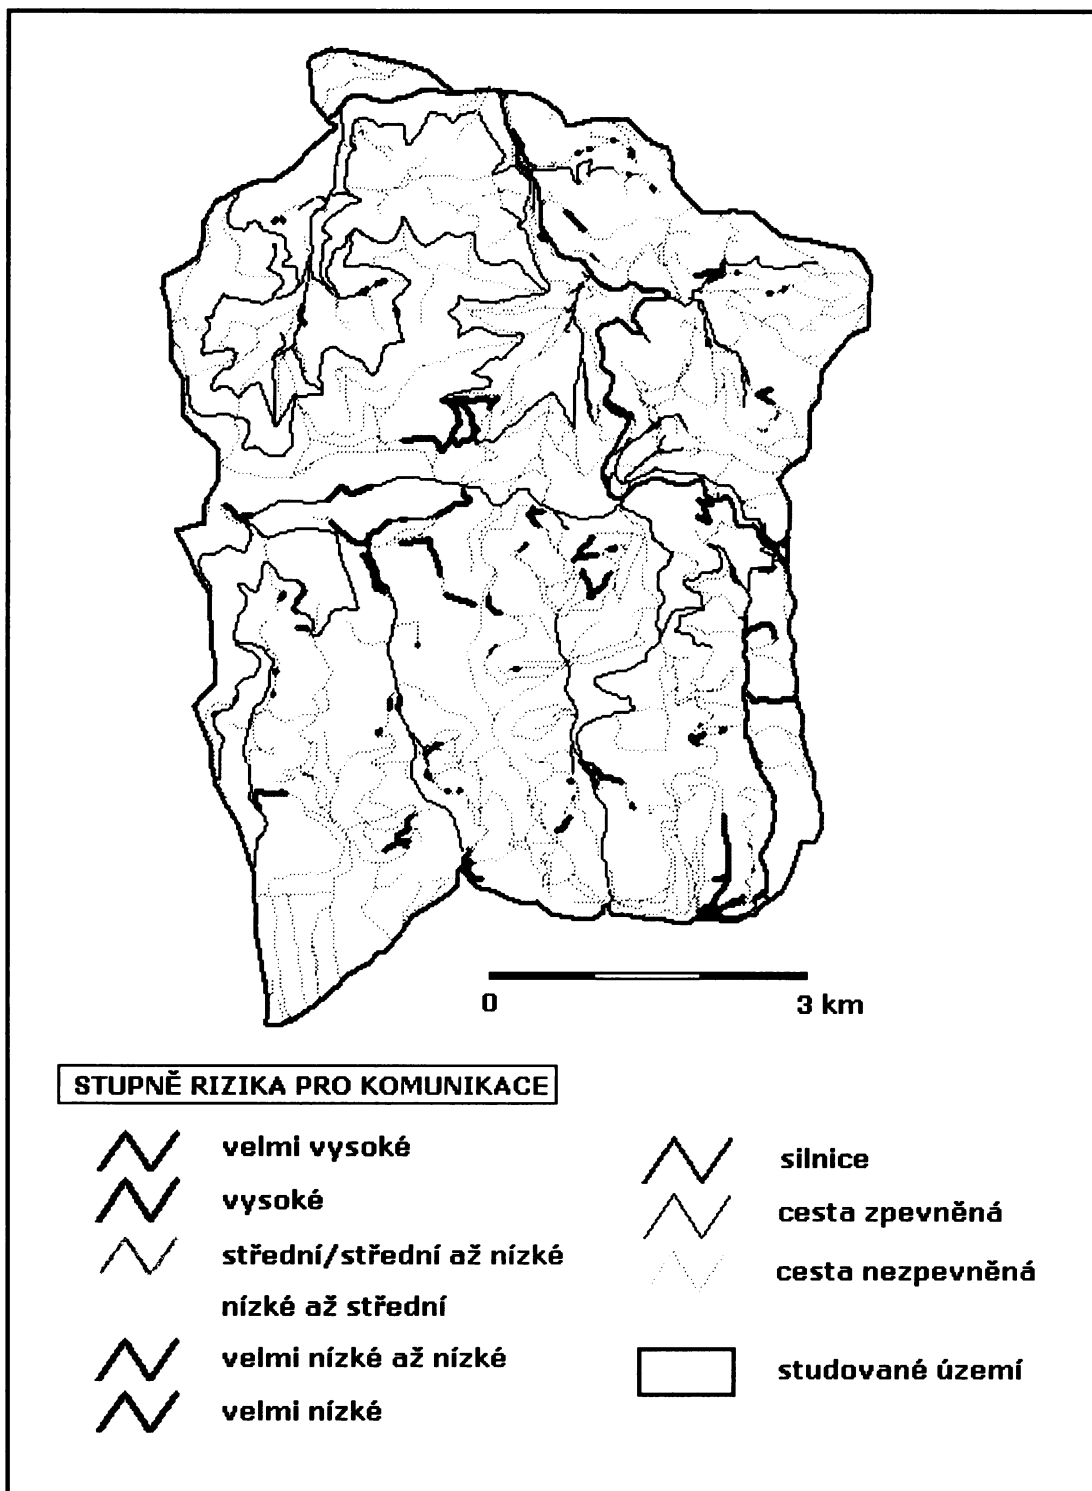 0 3 km
STUPNĚ RIZIKA PRO KOMUNIKACE
velmi vysoké
vysoké
střední/střední až nízké
nízké až střední
velmi nízké až nízké
velmi nízké
silnice
cesta zpevněná
cesta nezpevněná
studované území